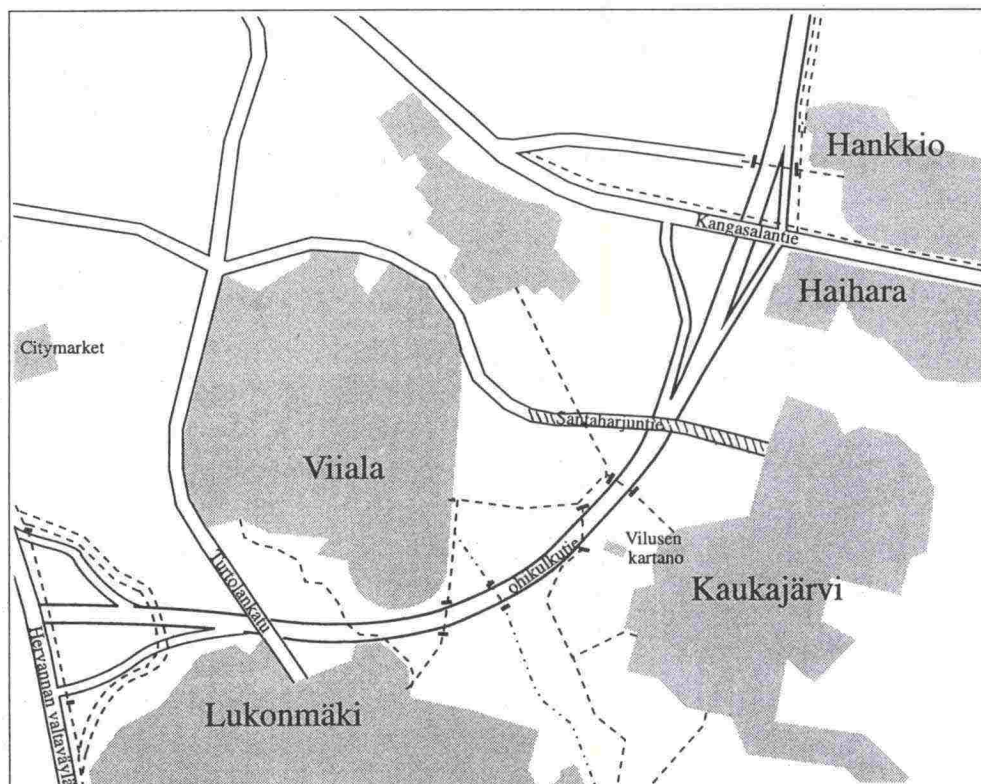 Hankkio
Kangasalantie
Haihara
Citymarket
Santaharjuntie
Viiala
Vilusen
kartano
ohikulkutie
Kaukajärvi
Turtolankatu
Hervannan valtaväylä
Lukonmäki